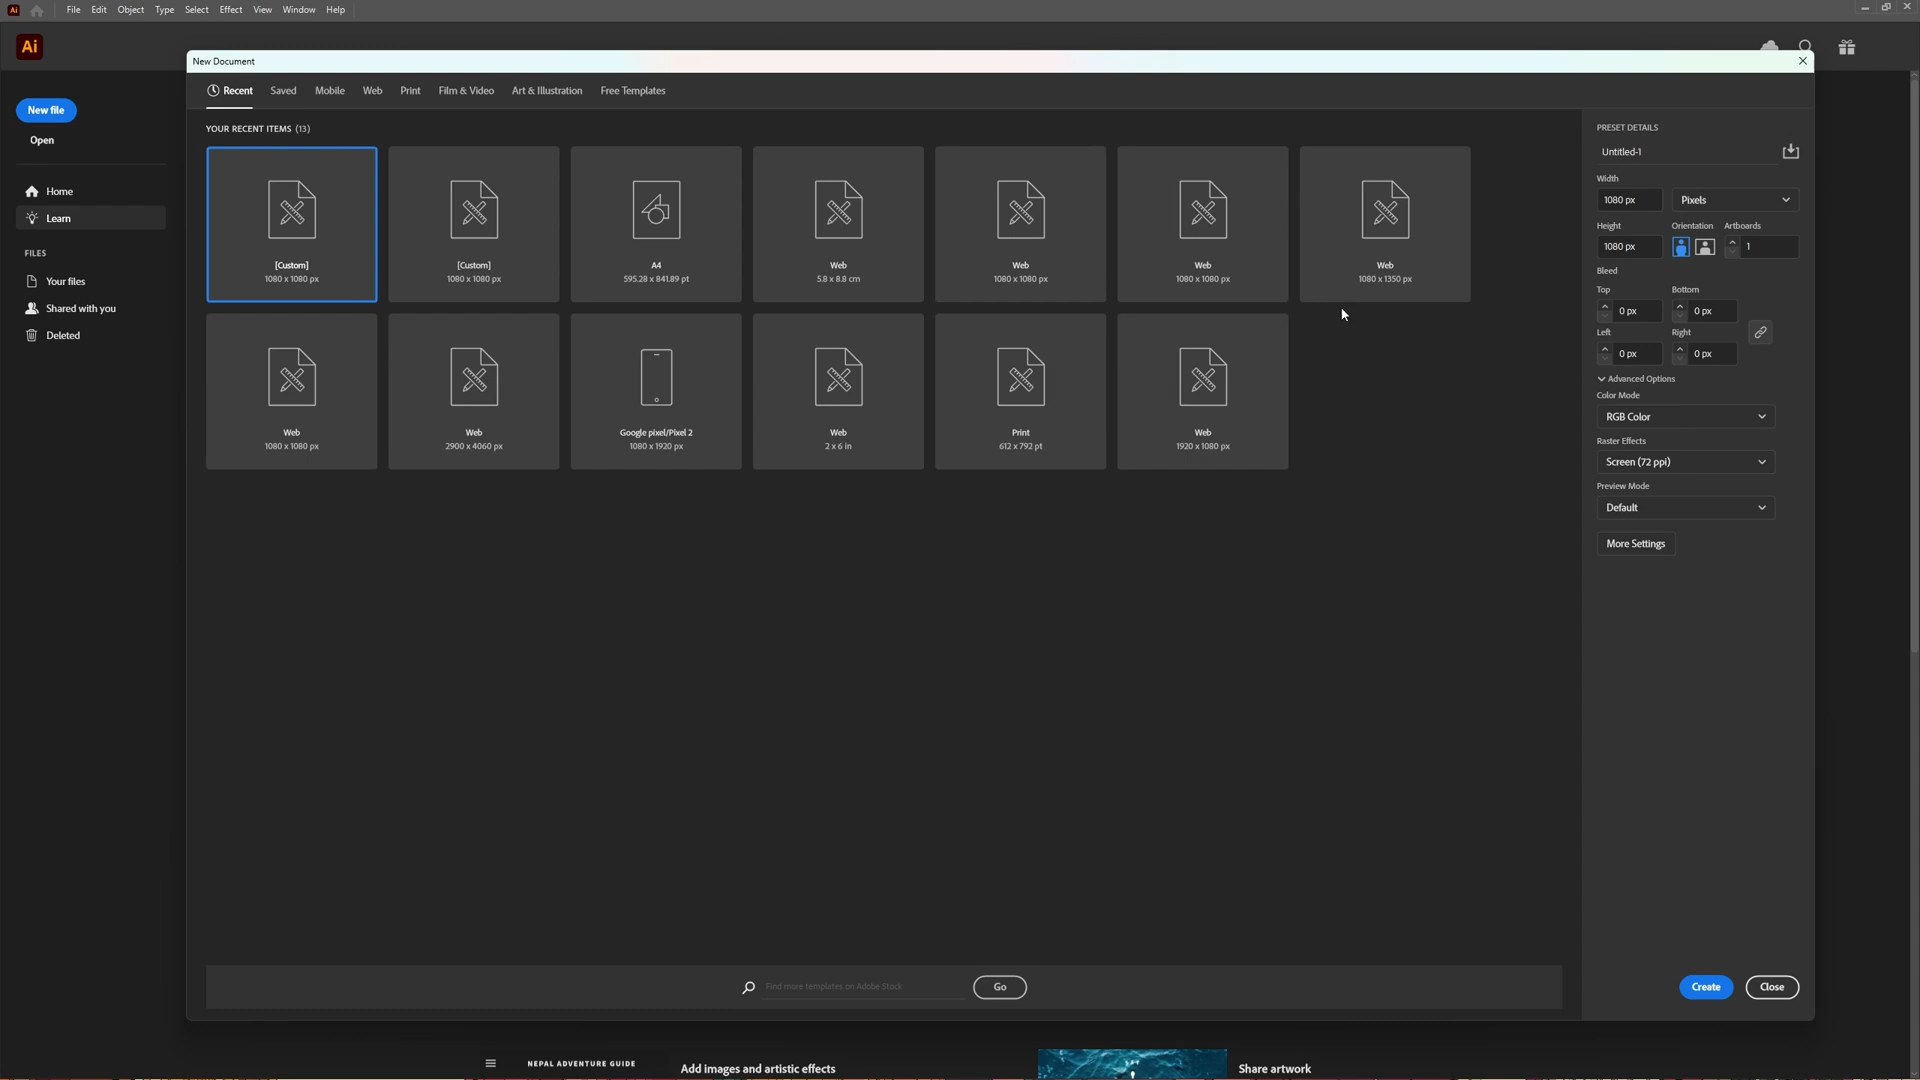 Ai File Edit Object Type Select Effect View Window Help
Ai
New Document
Recent Saved Mobile Web Print Film & Video Art & Illustration Free Templates
New file
Open
Home
Learn
FILES
Your files
Shared with you
Deleted
YOUR RECENT ITEMS (13)
[Custom]
1080 x 1080 px
[Custom]
1080 x 1080 px
A4
595.28 x 841.89 pt
Web
5.8 x 8.8 cm
Web
1080 x 1080 px
Web
1080 x 1080 px
Web
1080 x 1350 px
Web
1080 x 1080 px
Web
2900 x 4060 px
Google pixel/Pixel 2
1080 x 1920 px
Web
2 x 6 in
Print
612 x 792 pt
Web
1920 x 1080 px
PRESET DETAILS
Untitled-1
Width
1080 px Pixels
Height Orientation Artboards
1080 px 1
Bleed
Top Bottom
0 px 0 px
Left Right
0 px 0 px
Advanced Options
Color Mode
RGB Color
Raster Effects
Screen (72 ppi)
Preview Mode
Default
More Settings
Find more templates on Adobe Stock Go
Create Close
NEPAL ADVENTURE GUIDE
Add images and artistic effects
Share artwork